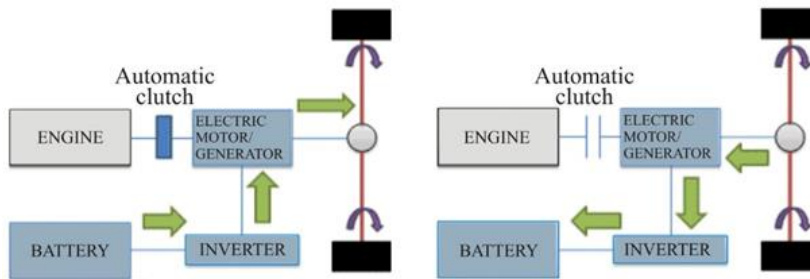 Automatic
clutch
ENGINE
ELECTRIC
MOTOR/
GENERATOR
BATTERY
INVERTER
Automatic
clutch
ENGINE
ELECTRIC
MOTOR/
GENERATOR
BATTERY
INVERTER